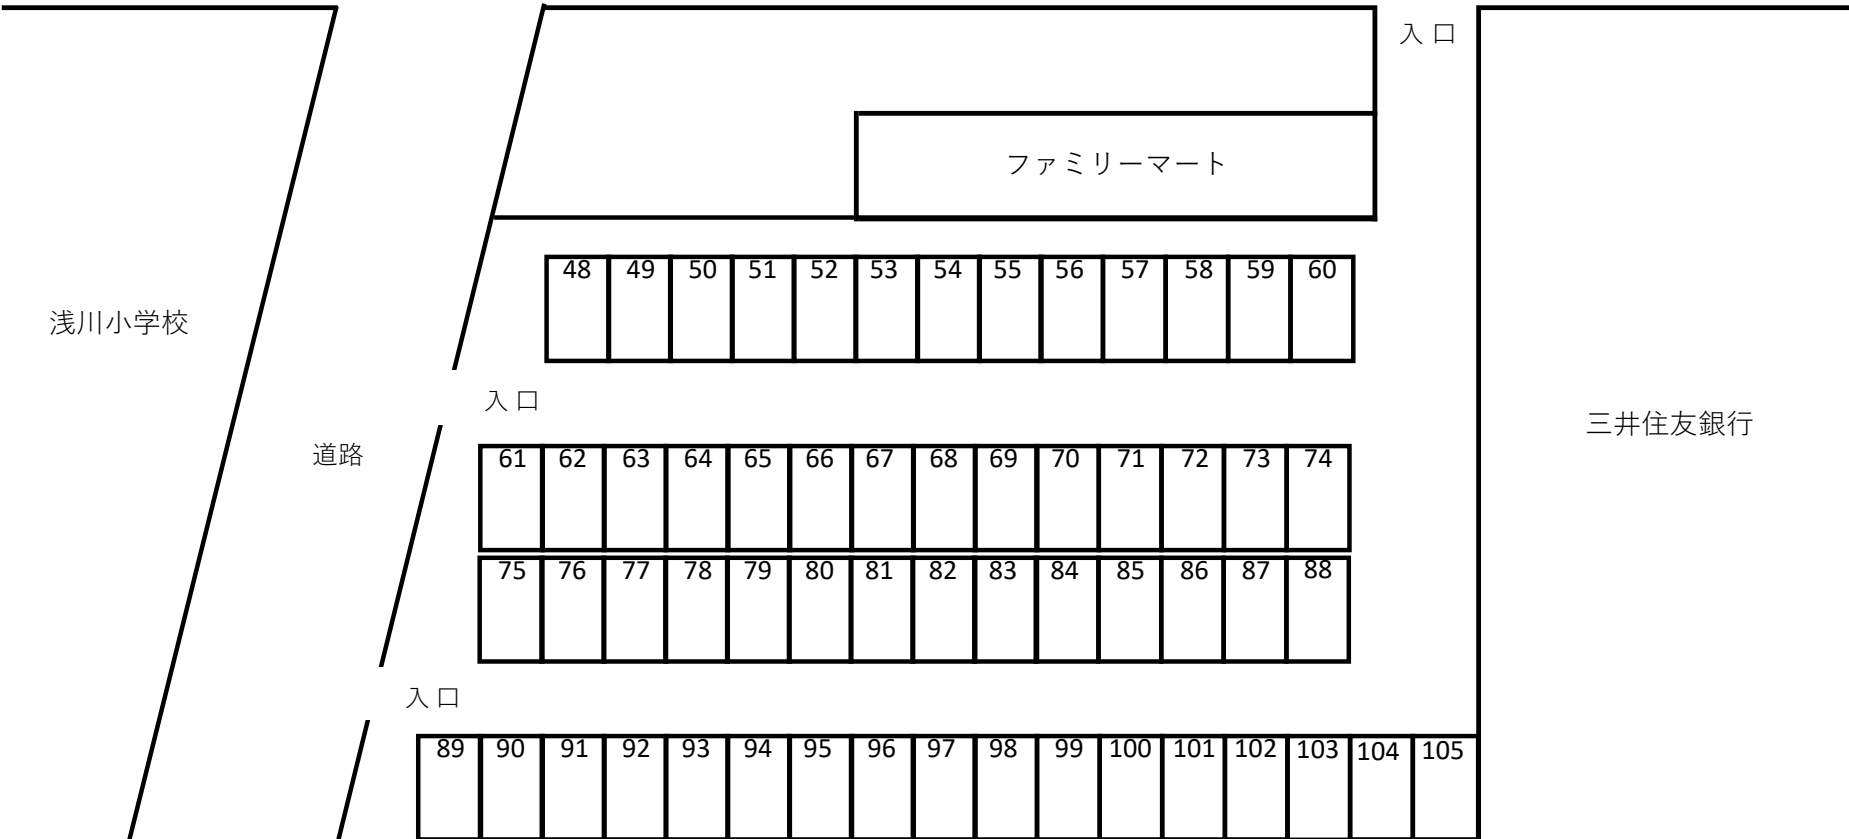 入口
ファミリーマート
48 49 50 51 52 53 54 55 56 57 58 59 60
浅川小学校
入口
三井住友銀行
道路
61 62 63 64 65 66 67 68 69 70 71 72 73 74
75 76 77 78 79 80 81 82 83 84 85 86 87 88
入口
89 90 91 92 93 94 95 96 97 98 99 100 101 102 103 104 105